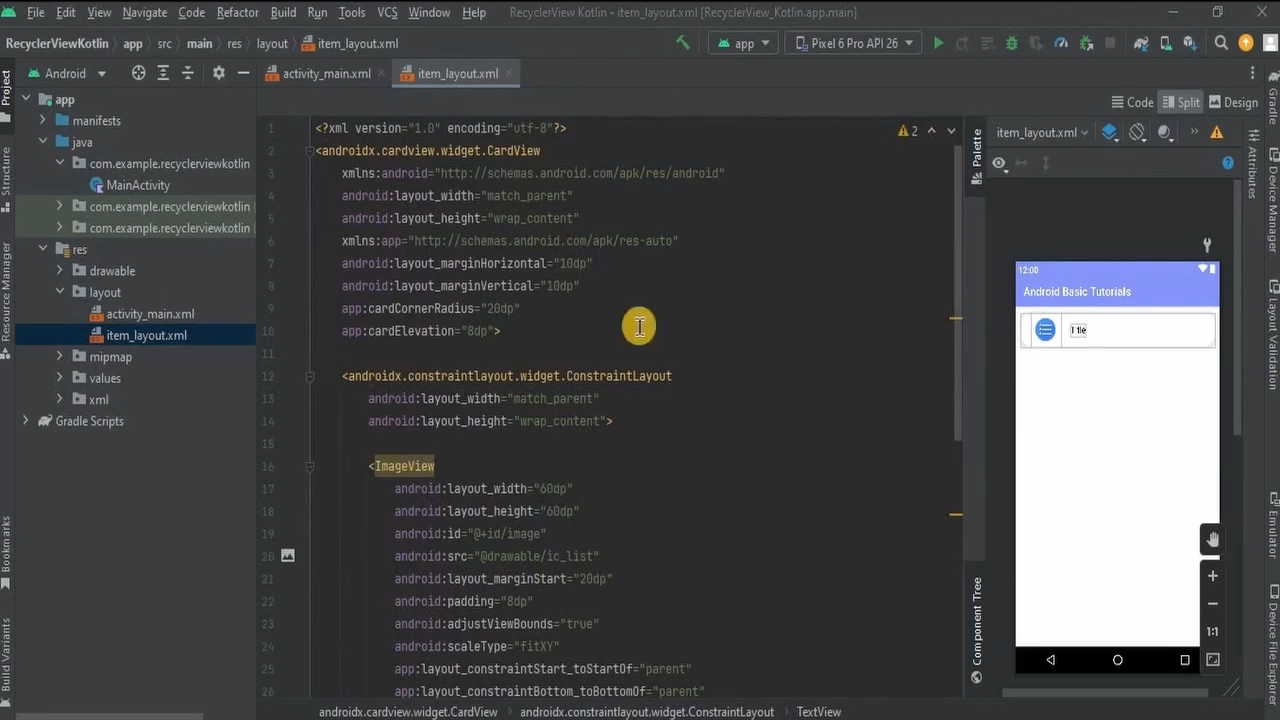 File Edit View Navigate Code Refactor Build Run Tools VCS Window Help RecyclerView Kotlin - item_layout.xml [RecyclerView_Kotlin.app.main]
RecyclerViewKotlin app src main res layout item_layout.xml app Pixel 6 Pro API 26
Android activity_main.xml item_layout.xml
Code Split Design
Project
Structure
Resource Manager
Bookmarks
Build Variants
app
manifests
java
com.example.recyclerviewkotlin
MainActivity
com.example.recyclerviewkotlin
com.example.recyclerviewkotlin
res
drawable
layout
activity_main.xml
item_layout.xml
mipmap
values
xml
Gradle Scripts
1 <?xml version="1.0" encoding="utf-8"?>
2 <androidx.cardview.widget.CardView
3 xmlns:android="http://schemas.android.com/apk/res/android"
4 android:layout_width="match_parent"
5 android:layout_height="wrap_content"
6 xmlns:app="http://schemas.android.com/apk/res-auto"
7 android:layout_marginHorizontal="10dp"
8 android:layout_marginVertical="10dp"
9 app:cardCornerRadius="20dp"
10 app:cardElevation="8dp">
11
12 <androidx.constraintlayout.widget.ConstraintLayout
13 android:layout_width="match_parent"
14 android:layout_height="wrap_content">
15
16 <ImageView
17 android:layout_width="60dp"
18 android:layout_height="60dp"
19 android:id="@+id/image"
20 android:src="@drawable/ic_list"
21 android:layout_marginStart="20dp"
22 android:padding="8dp"
23 android:adjustViewBounds="true"
24 android:scaleType="fitXY"
25 app:layout_constraintStart_toStartOf="parent"
26 app:layout_constraintBottom_toBottomOf="parent"
2
Palette
Component Tree
item_layout.xml
12:00
Android Basic Tutorials
Title
1:1
Attributes
Gradle
Device Manager
Layout Validation
Emulator
Device File Explorer
androidx.cardview.widget.CardView androidx.constraintlayout.widget.ConstraintLayout TextView